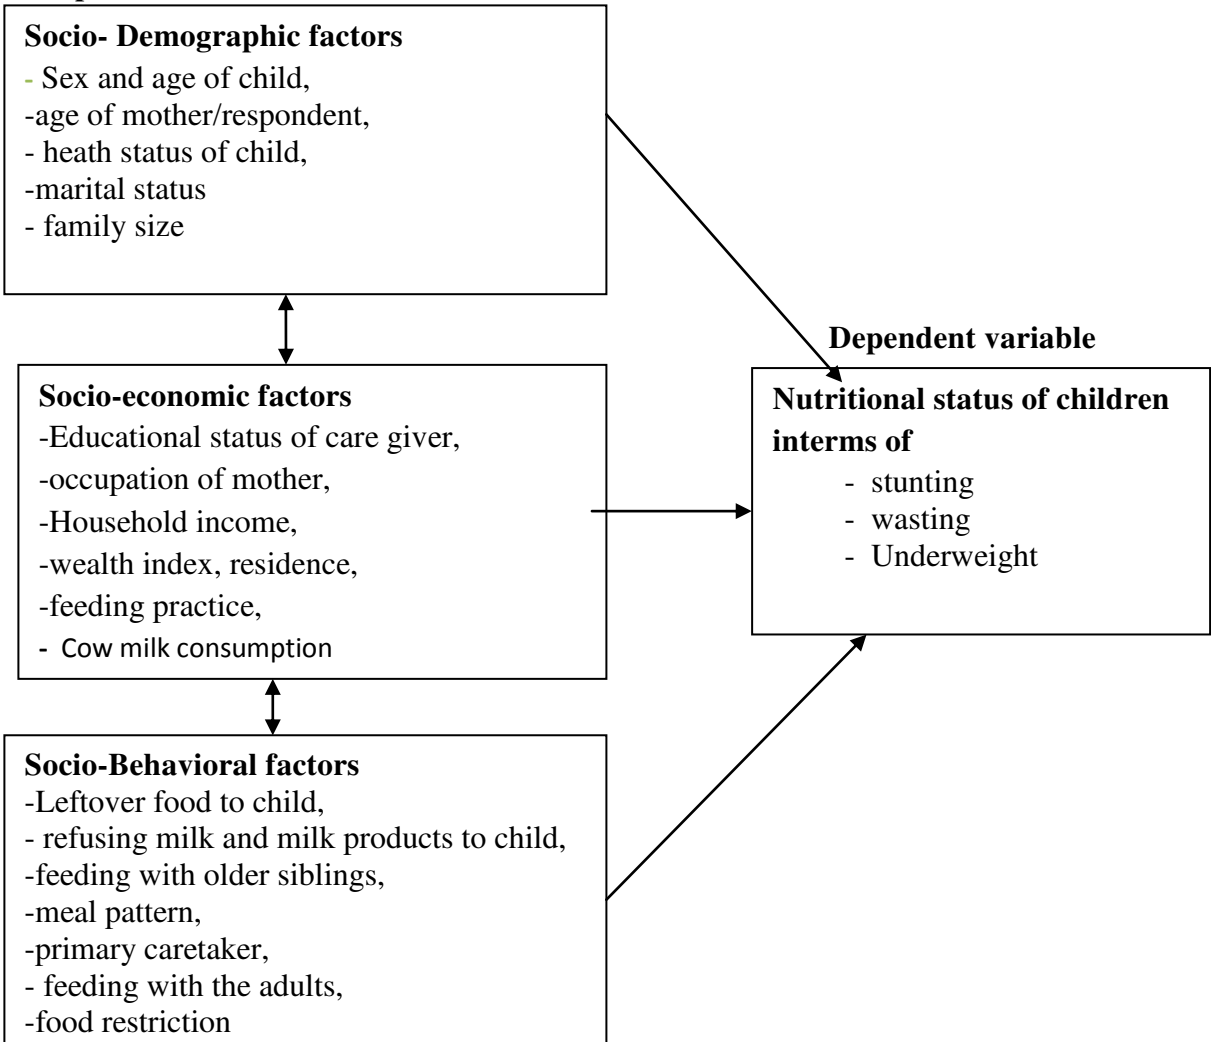 Socio- Demographic factors
- Sex and age of child,
-age of mother/respondent,
- heath status of child,
-marital status
- family size
Socio-economic factors
-Educational status of care giver,
-occupation of mother,
-Household income,
-wealth index, residence,
-feeding practice,
- Cow milk consumption
Socio-Behavioral factors
-Leftover food to child,
- refusing milk and milk products to child,
-feeding with older siblings,
-meal pattern,
-primary caretaker,
- feeding with the adults,
-food restriction
Dependent variable
Nutritional status of children
interms of
- stunting
- wasting
- Underweight